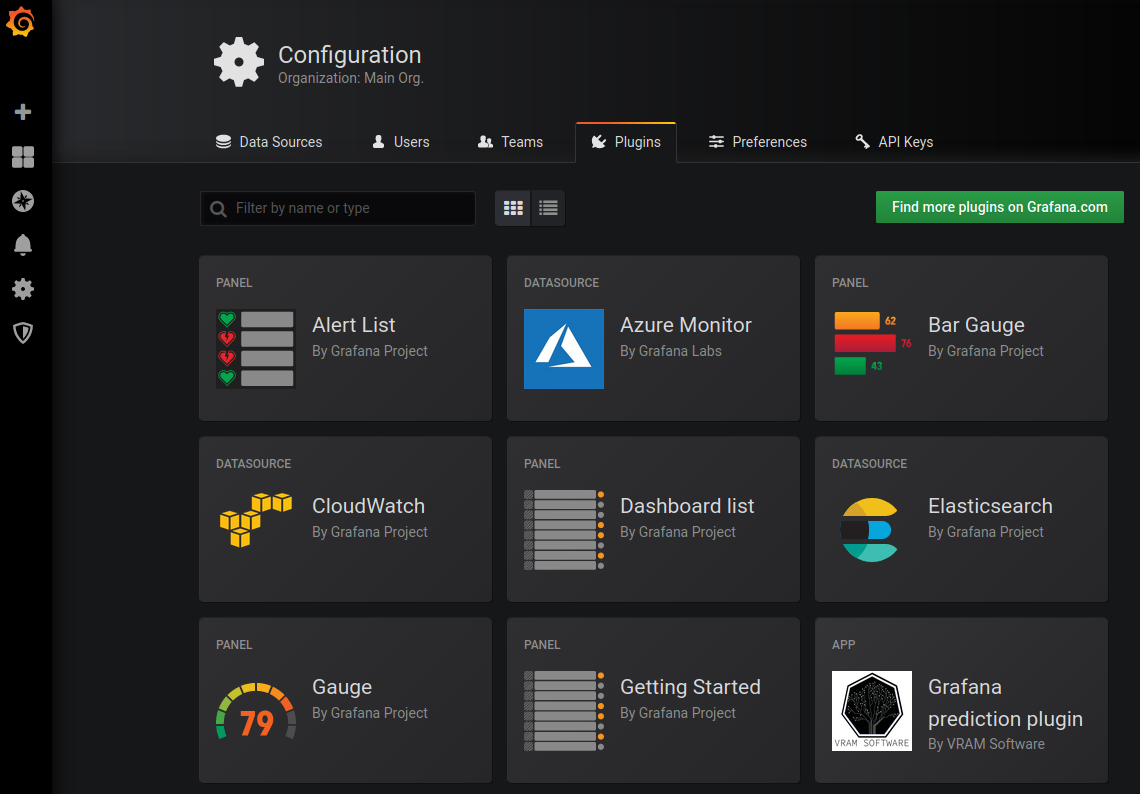 Configuration
Organization: Main Org.
Data Sources
Users
Teams
Plugins
Preferences
API Keys
Filter by name or type
Find more plugins on Grafana.com
PANEL
Alert List
By Grafana Project
DATASOURCE
Azure Monitor
By Grafana Labs
PANEL
62
76
43
Bar Gauge
By Grafana Project
DATASOURCE
CloudWatch
By Grafana Project
PANEL
Dashboard list
By Grafana Project
DATASOURCE
Elasticsearch
By Grafana Project
PANEL
79
Gauge
By Grafana Project
PANEL
Getting Started
By Grafana Project
APP
VRAM SOFTWARE
Grafana
prediction plugin
By VRAM Software